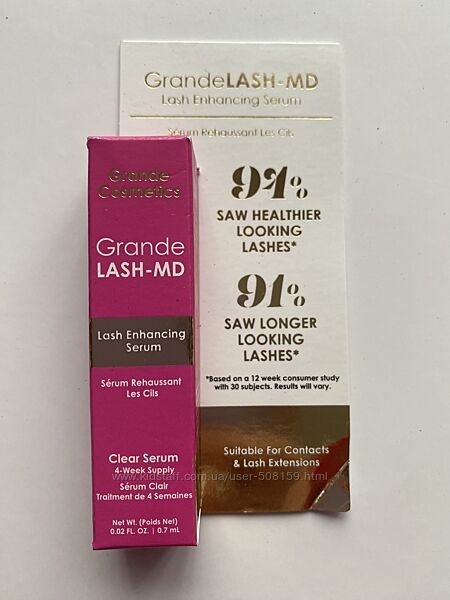 GrandeLASH-MD
Lash Enhancing Serum
Sérum Rehaussant Les Cils
94%
SAW HEALTHIER
LOOKING
LASHES*
91%
SAW LONGER
LOOKING
LASHES*
*Based on a 12 week consumer study
with 30 subjects. Results will vary.
Suitable For Contacts
& Lash Extensions
Grande
Cosmetics
Grande
LASH-MD
Lash Enhancing
Serum
Sérum Rehaussant
Les Cils
Clear Serum
4-Week Supply
Sérum Clair
Traitement de 4 Semaines
Net Wt. (Poids Net)
0.02 FL. OZ. | 0.7 mL
www.kidstaff.com.ua/user-508159.html